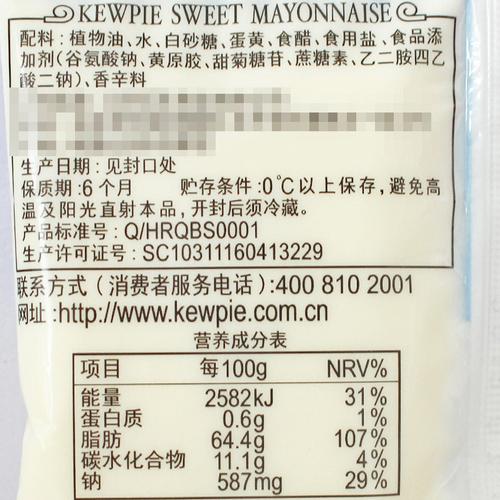 KEWPIE SWEET MAYONNAISE
配料：植物油、水、白砂糖、蛋黄、食醋、食用盐、食品添
加剂(谷氨酸钠、黄原胶、甜菊糖苷、蔗糖素、乙二胺四乙
酸二钠)、香辛料
生产日期：见封口处
保质期：6个月 贮存条件：0℃以上保存，避免高
温及阳光直射本品，开封后须冷藏。
产品标准号：Q/HRQBS0001
生产许可证号：SC10311160413229
联系方式（消费者服务电话）:400 810 2001
网址:http://www.kewpie.com.cn
营养成分表
项目 每100g NRV%
能量 2582kJ 31%
蛋白质 0.6g 1%
脂肪 64.4g 107%
碳水化合物 11.1g 4%
钠 587mg 29%